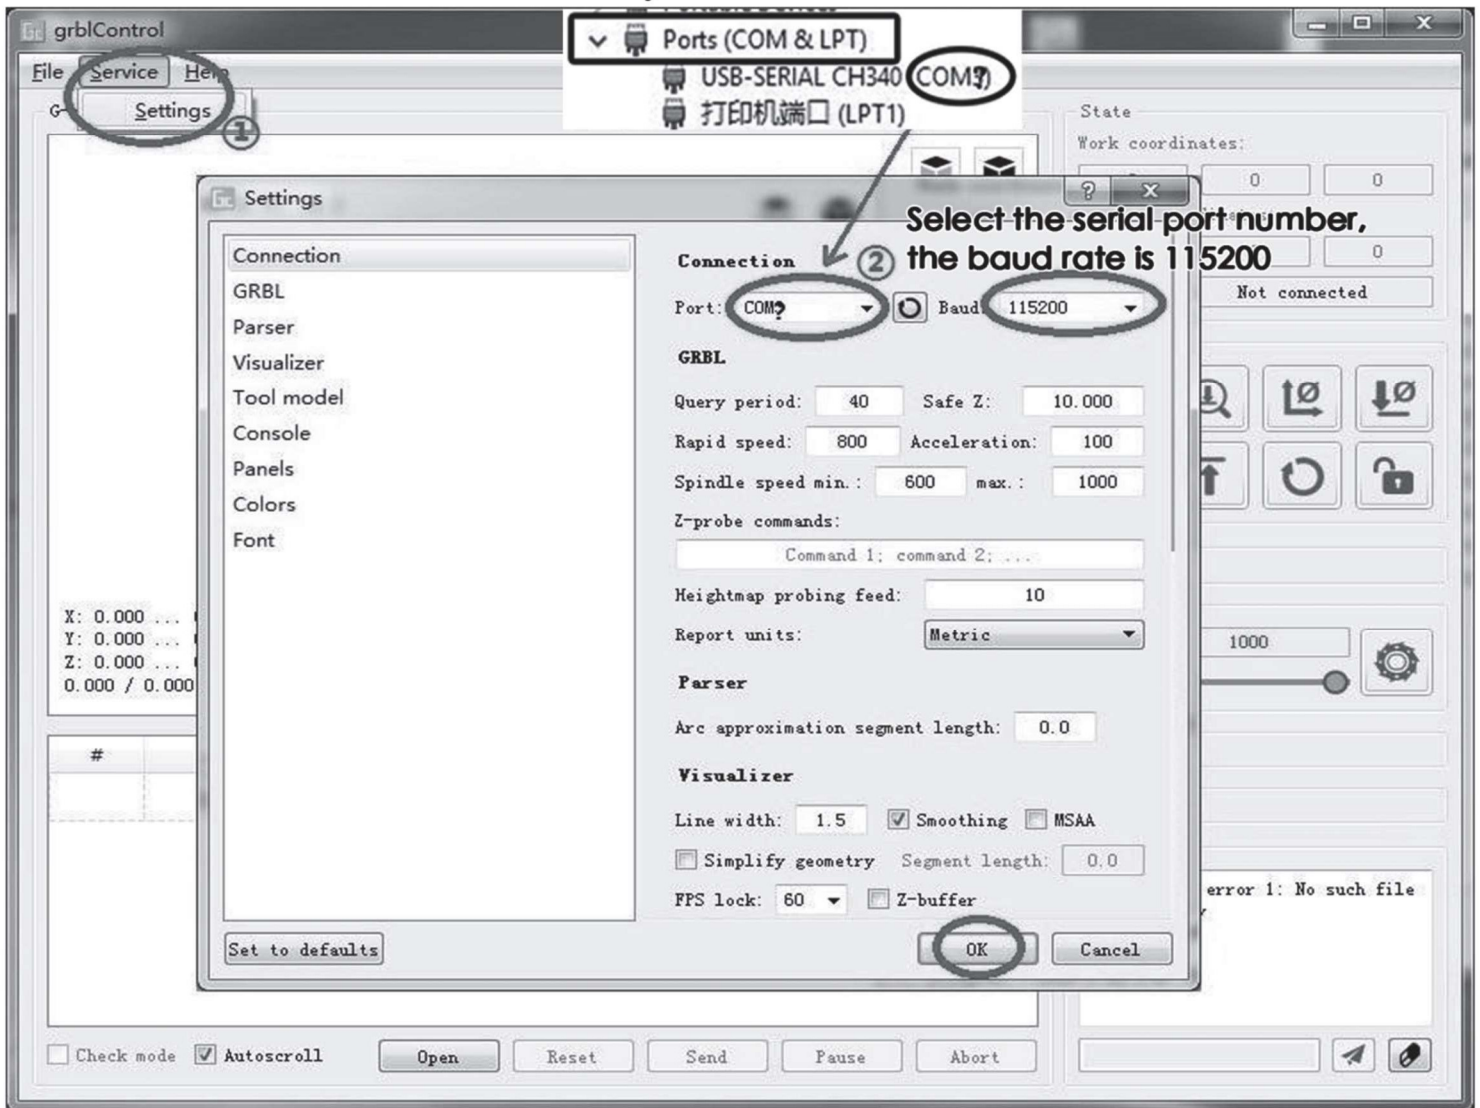 grblControl
Ports (COM & LPT)
USB-SERIAL CH340 (COM?)
打印机端口 (LPT1)
File Service Help
Settings
①
State
Work coordinates:
0 0
Settings
Select the serial port number,
② the baud rate is 115200
0
Not connected
Connection
GRBL
Parser
Visualizer
Tool model
Console
Panels
Colors
Font
Connection
Port: COM? Baud: 115200
GRBL
Query period: 40 Safe Z: 10.000
Rapid speed: 800 Acceleration: 100
Spindle speed min.: 600 max.: 1000
Z-probe commands:
Command 1; command 2; ...
Heightmap probing feed: 10
Report units: Metric
Parser
Arc approximation segment length: 0.0
Visualizer
Line width: 1.5 Smoothing MSAA
Simplify geometry Segment length: 0.0
FPS lock: 60 Z-buffer
Set to defaults OK Cancel
X: 0.000 ...
Y: 0.000 ...
Z: 0.000 ...
0.000 / 0.000
#
1000
error 1: No such file
Check mode Autoscroll Open Reset Send Pause Abort